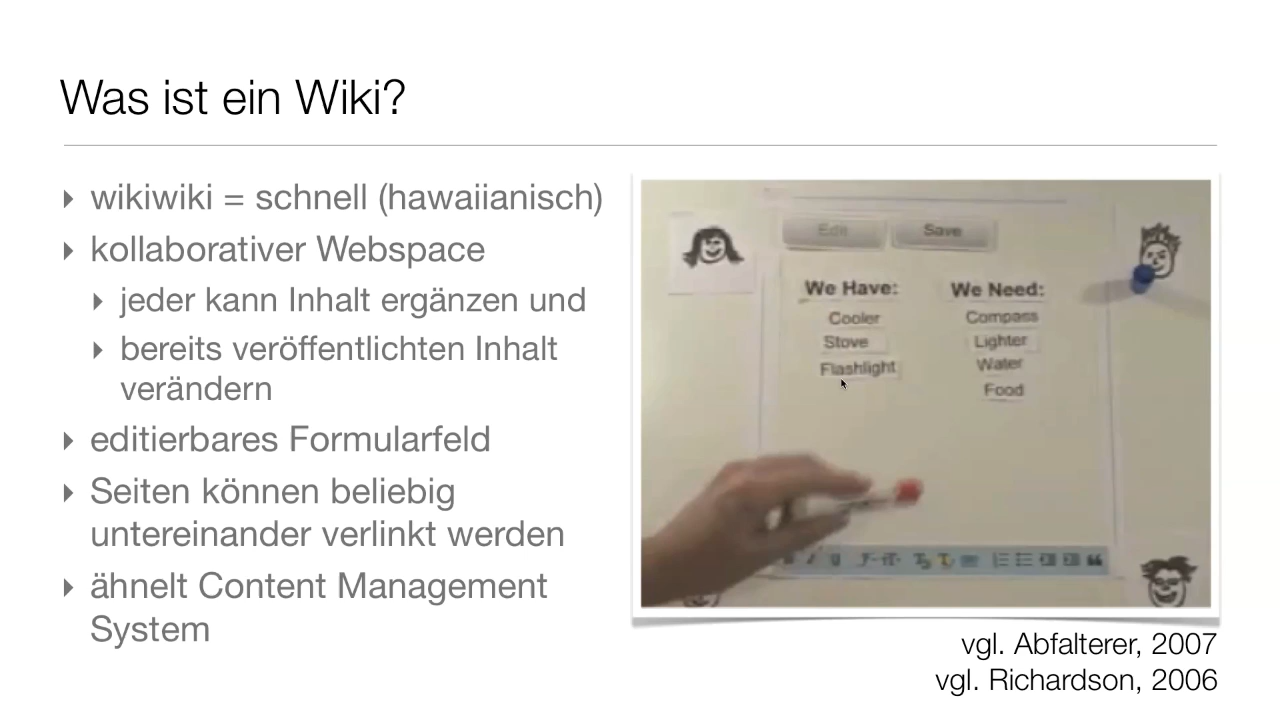 Was ist ein Wiki?
wikiwiki = schnell (hawaiianisch)
kollaborativer Webspace
jeder kann Inhalt ergänzen und
bereits veröffentlichten Inhalt
verändern
editierbares Formularfeld
Seiten können beliebig
untereinander verlinkt werden
ähnelt Content Management
System
Edit Save
We Have: We Need:
Cooler Compass
Stove Lighter
Flashlight Water
Food
vgl. Abfalterer, 2007
vgl. Richardson, 2006